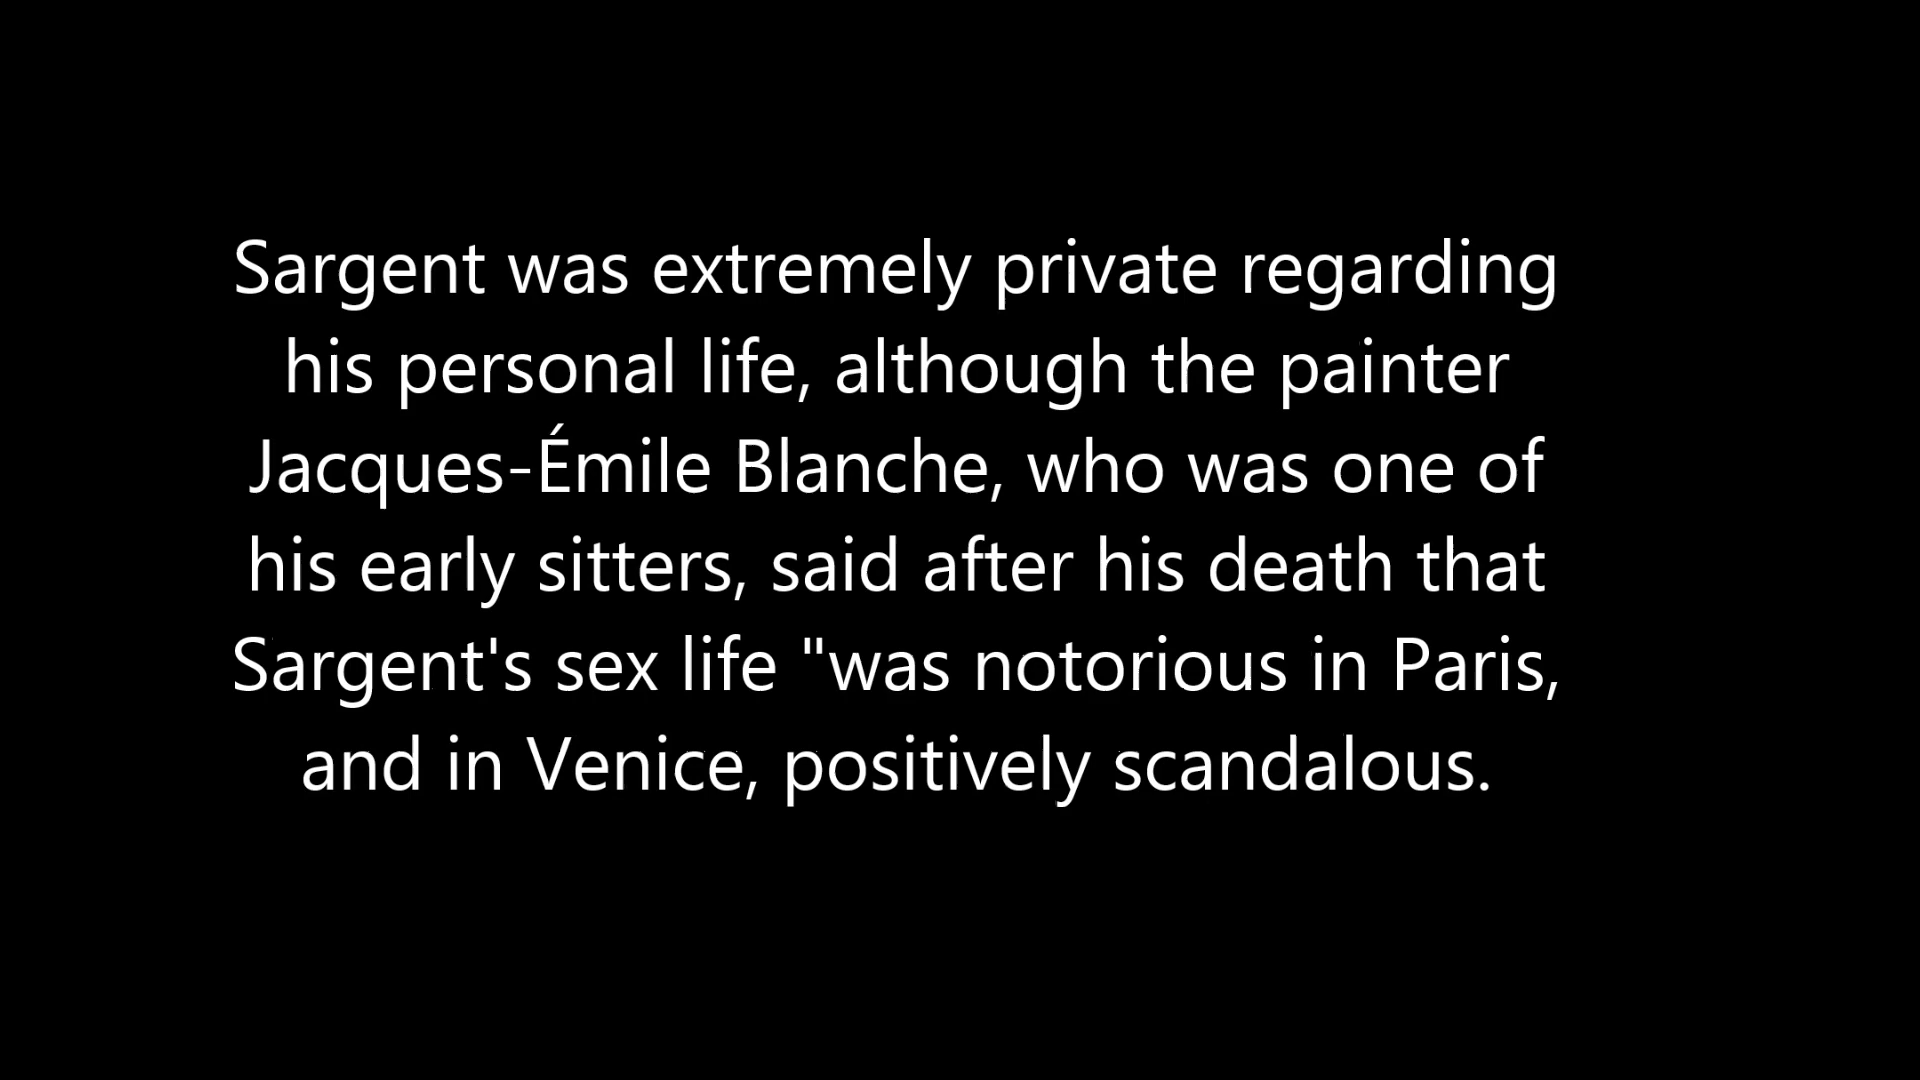 Sargent was extremely private regarding
his personal life, although the painter
Jacques-Émile Blanche, who was one of
his early sitters, said after his death that
Sargent's sex life "was notorious in Paris,
and in Venice, positively scandalous.